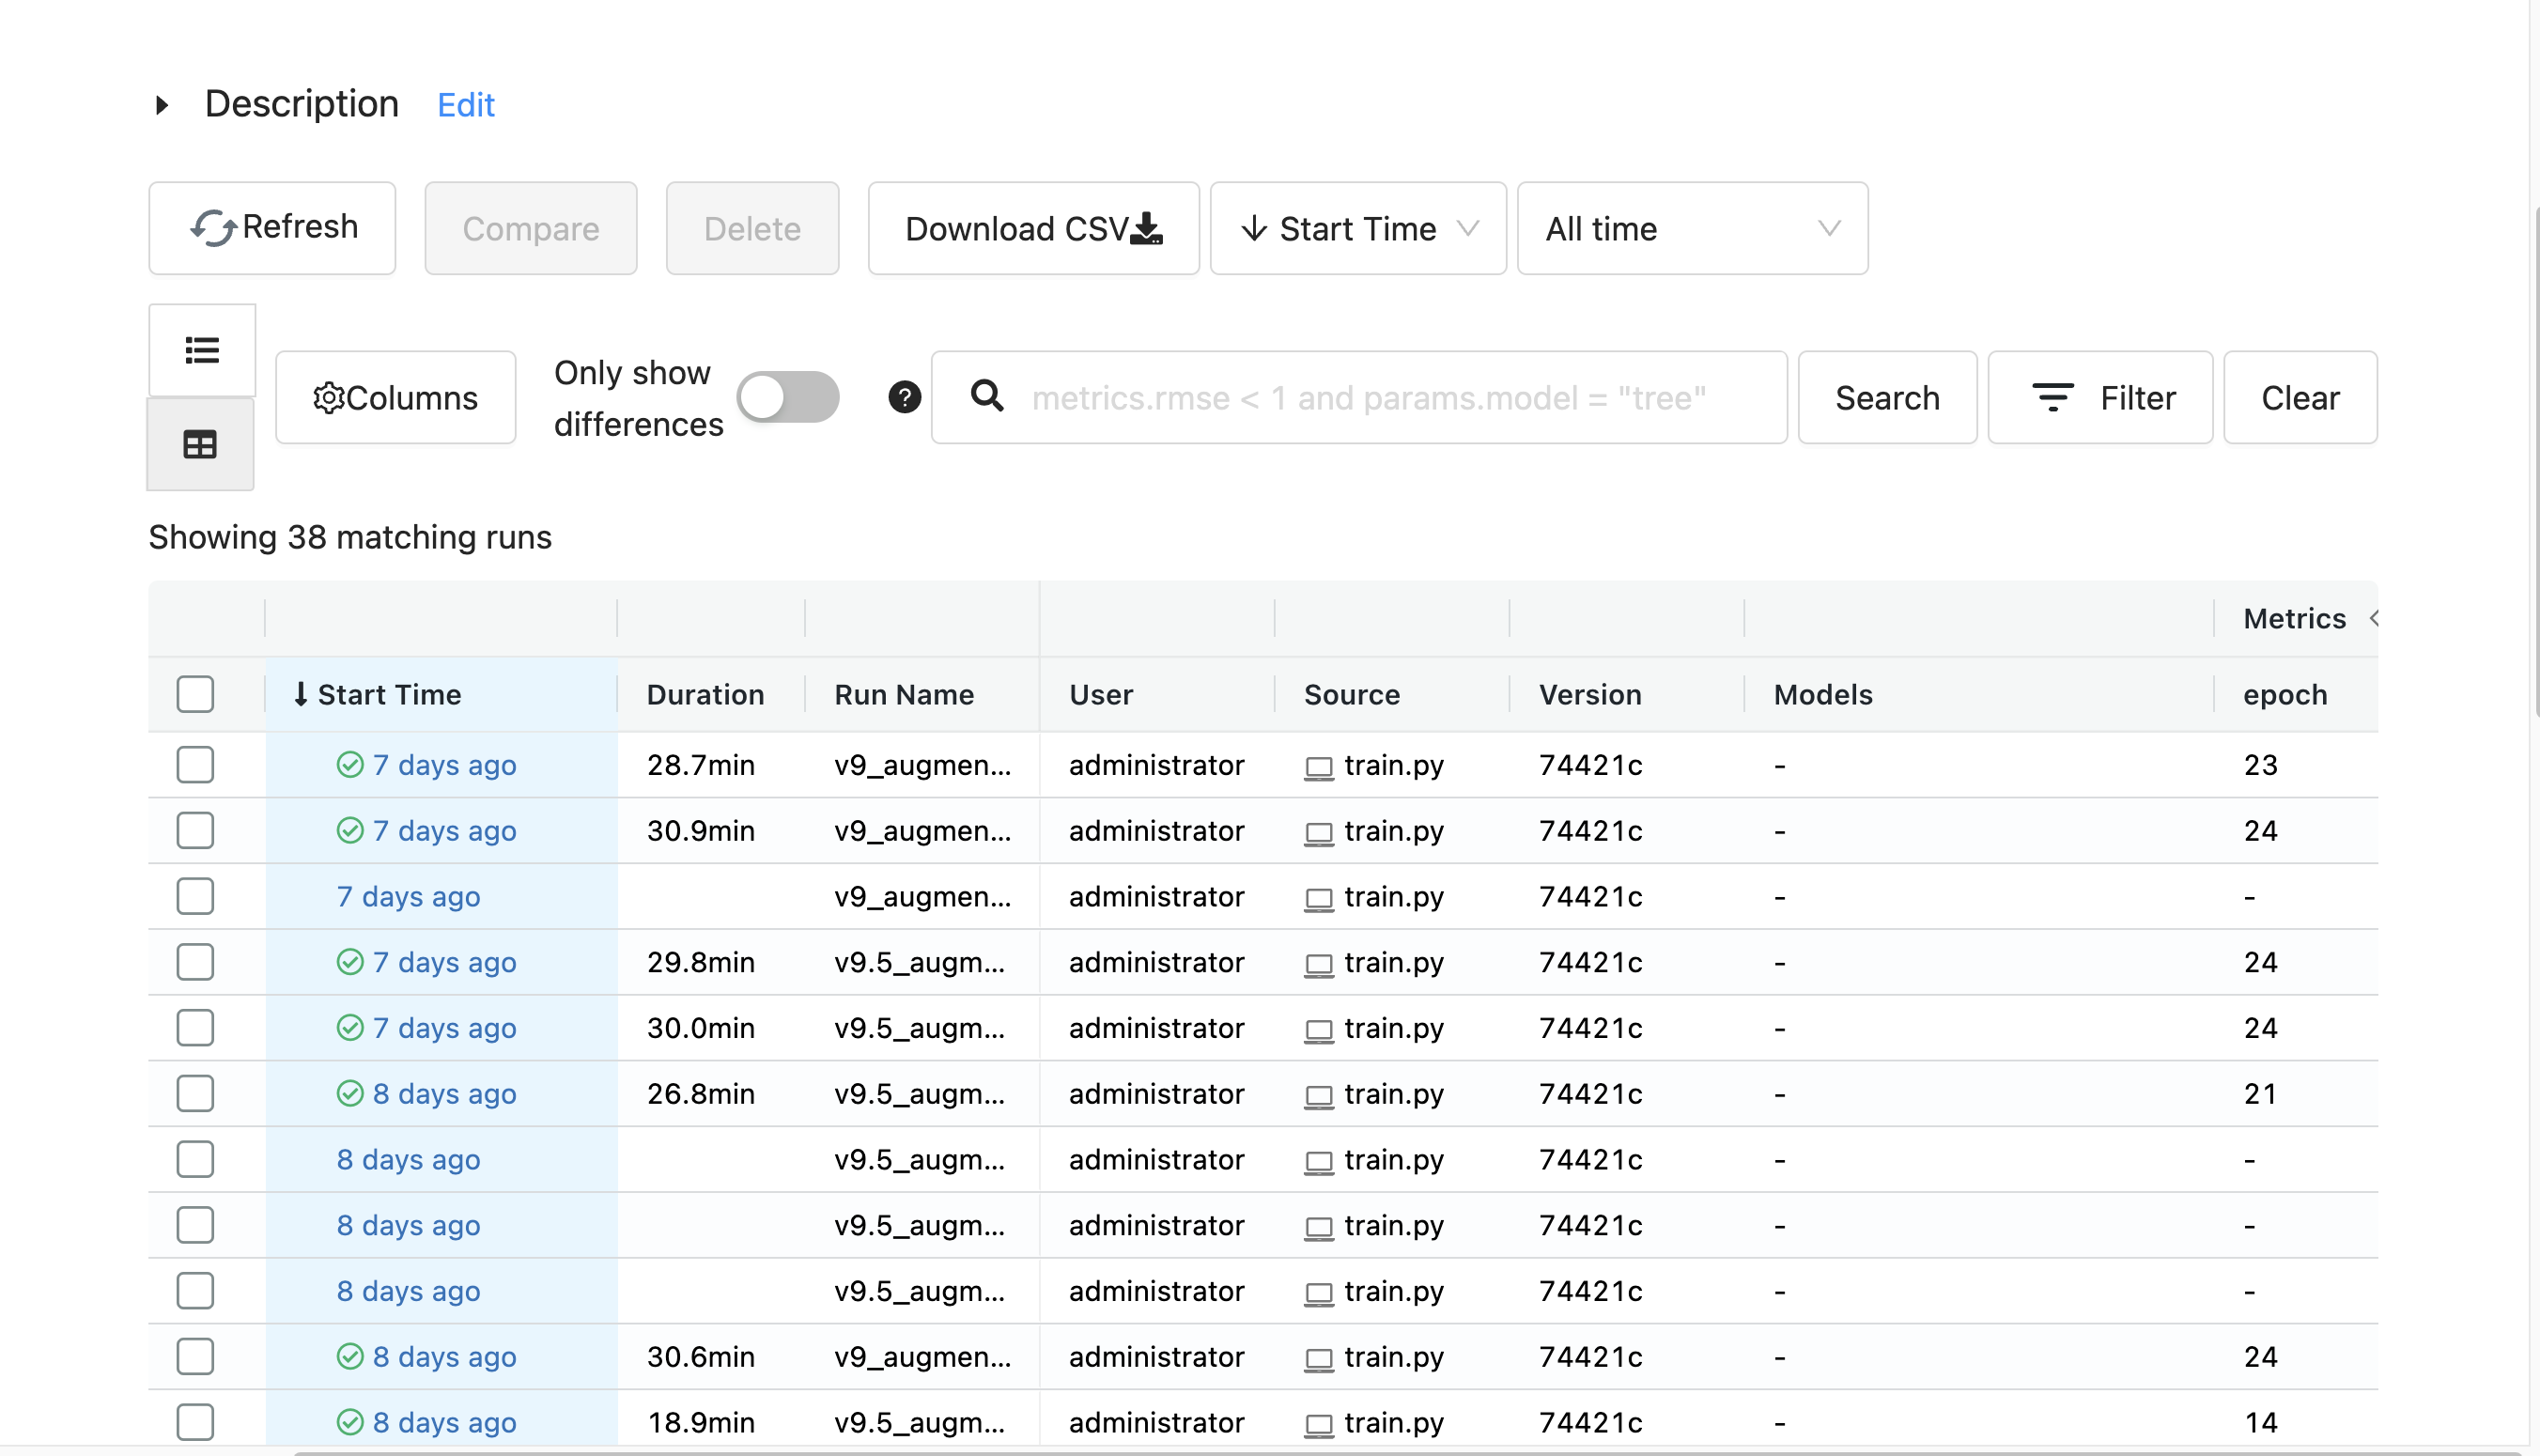 Description Edit
Refresh Compare Delete Download CSV Start Time All time
Columns Only show differences ? metrics.rmse < 1 and params.model = "tree" Search Filter Clear
Showing 38 matching runs
Metrics
Start Time Duration Run Name User Source Version Models epoch
7 days ago 28.7min v9_augmen... administrator train.py 74421c - 23
7 days ago 30.9min v9_augmen... administrator train.py 74421c - 24
7 days ago v9_augmen... administrator train.py 74421c - -
7 days ago 29.8min v9.5_augm... administrator train.py 74421c - 24
7 days ago 30.0min v9.5_augm... administrator train.py 74421c - 24
8 days ago 26.8min v9.5_augm... administrator train.py 74421c - 21
8 days ago v9.5_augm... administrator train.py 74421c - -
8 days ago v9.5_augm... administrator train.py 74421c - -
8 days ago v9.5_augm... administrator train.py 74421c - -
8 days ago 30.6min v9_augmen... administrator train.py 74421c - 24
8 days ago 18.9min v9.5_augm... administrator train.py 74421c - 14